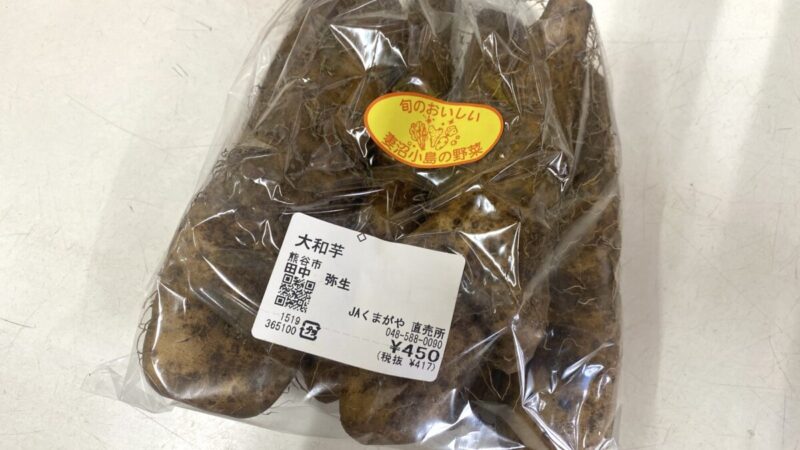 旬のおいしい
妻沼小島の野菜
大和芋
熊谷市
田中 弥生
JAくまがや 直売所
048-588-0090
1519
365100
¥450
(税抜 ¥417)